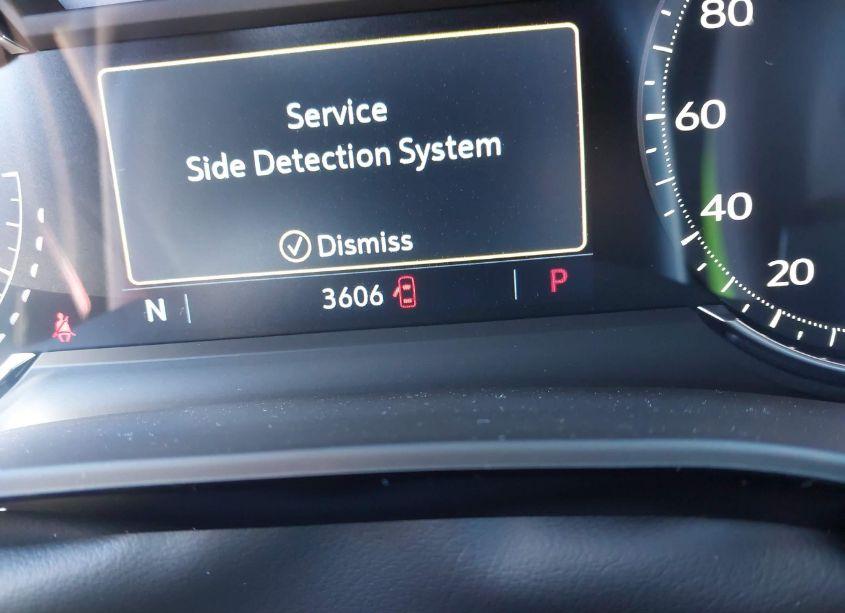 Service
Side Detection System
Dismiss
N 3606 P
80
60
40
20